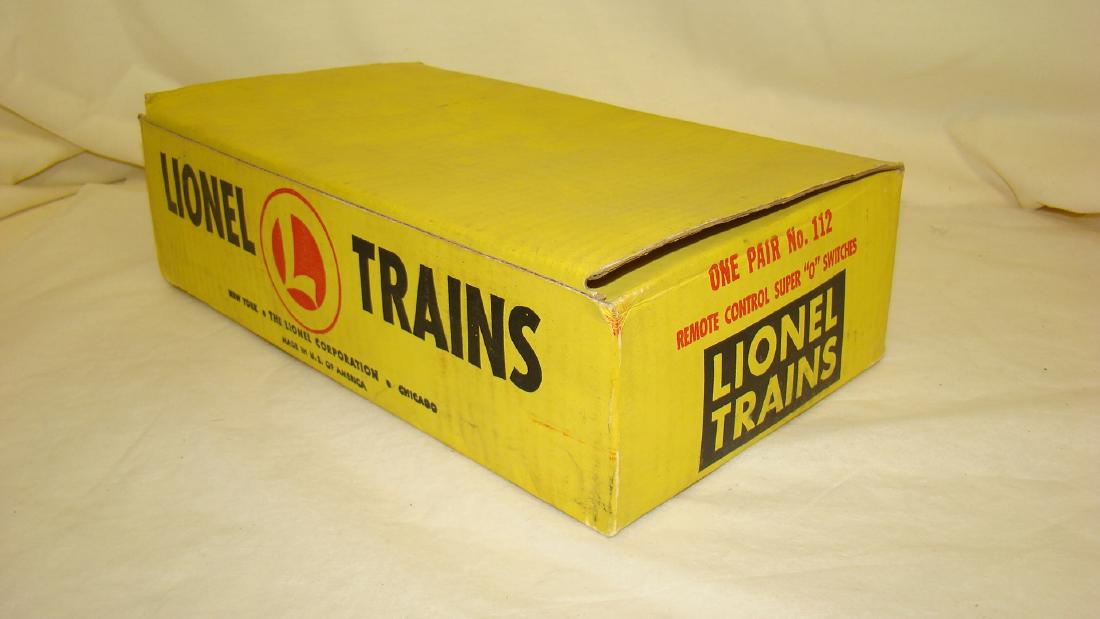 LIONEL L TRAINS
NEW YORK • THE LIONEL CORPORATION • CHICAGO
MADE IN U.S. OF AMERICA
ONE PAIR No. 112
REMOTE CONTROL SUPER "O" SWITCHES
LIONEL
TRAINS